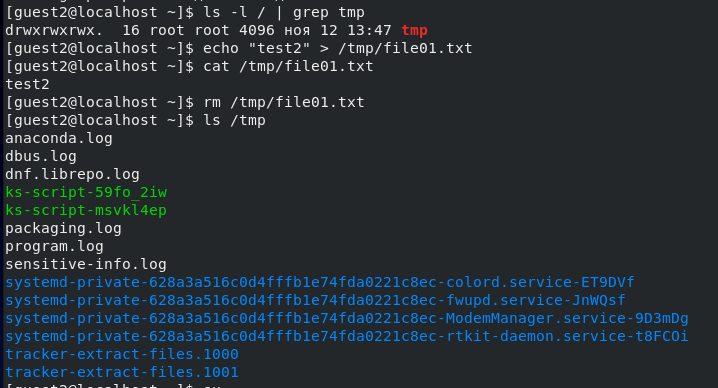 [guest2@localhost ~]$ ls -l / | grep tmp
drwxrwxrwx.  16 root root 4096 ноя 12 13:47 tmp
[guest2@localhost ~]$ echo "test2" > /tmp/file01.txt
[guest2@localhost ~]$ cat /tmp/file01.txt
test2
[guest2@localhost ~]$ rm /tmp/file01.txt
[guest2@localhost ~]$ ls /tmp
anaconda.log
dbus.log
dnf.librepo.log
ks-script-59fo_2iw
ks-script-msvkl4ep
packaging.log
program.log
sensitive-info.log
systemd-private-628a3a516c0d4fffb1e74fda0221c8ec-colord.service-ET9DVf
systemd-private-628a3a516c0d4fffb1e74fda0221c8ec-fwupd.service-JnWQsf
systemd-private-628a3a516c0d4fffb1e74fda0221c8ec-ModemManager.service-9D3mDg
systemd-private-628a3a516c0d4fffb1e74fda0221c8ec-rtkit-daemon.service-t8FCOi
tracker-extract-files.1000
tracker-extract-files.1001
[guest2@localhost ~]$